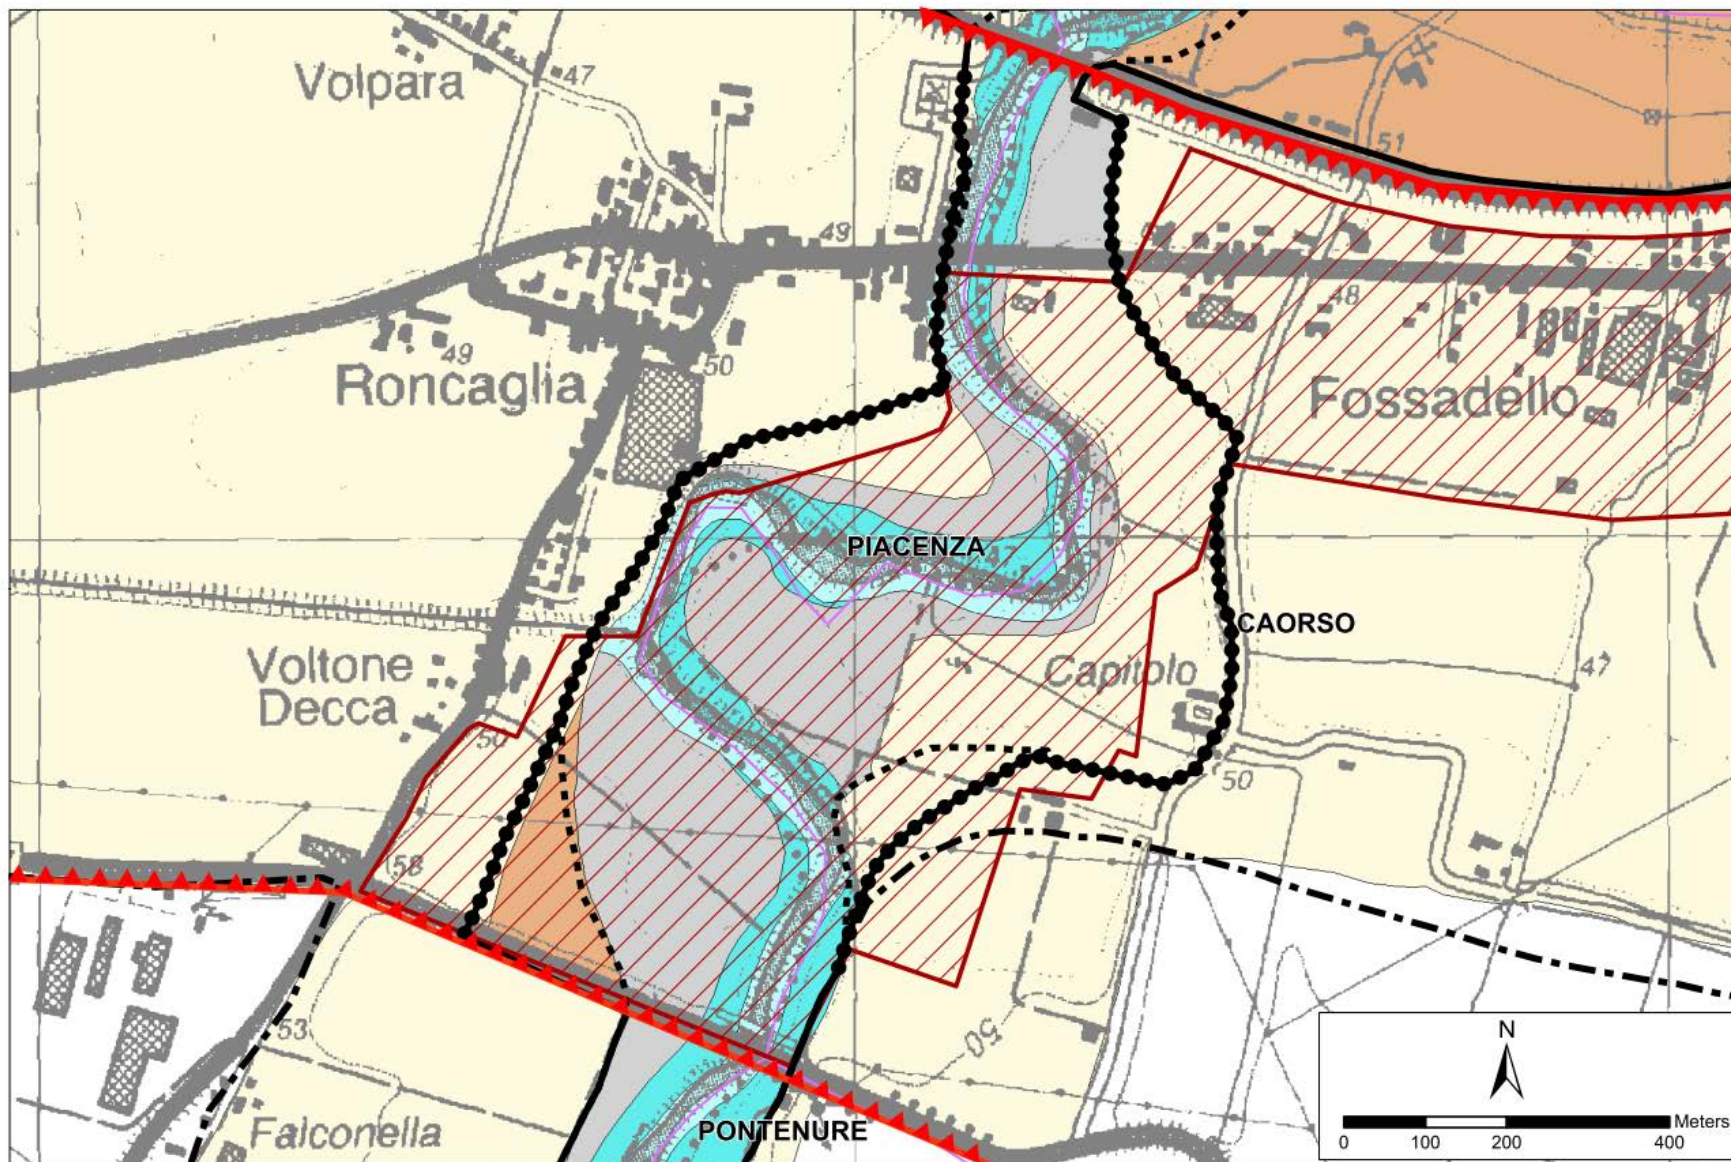 Volpara
47
51
49
48
49
50
Roncaglia
Fossadello
PIACENZA
CAORSO
Voltone
Decca
Capitolo
47
50
50
58
50
53
N
Meters
0 100 200 400
Falconella
PONTENURE